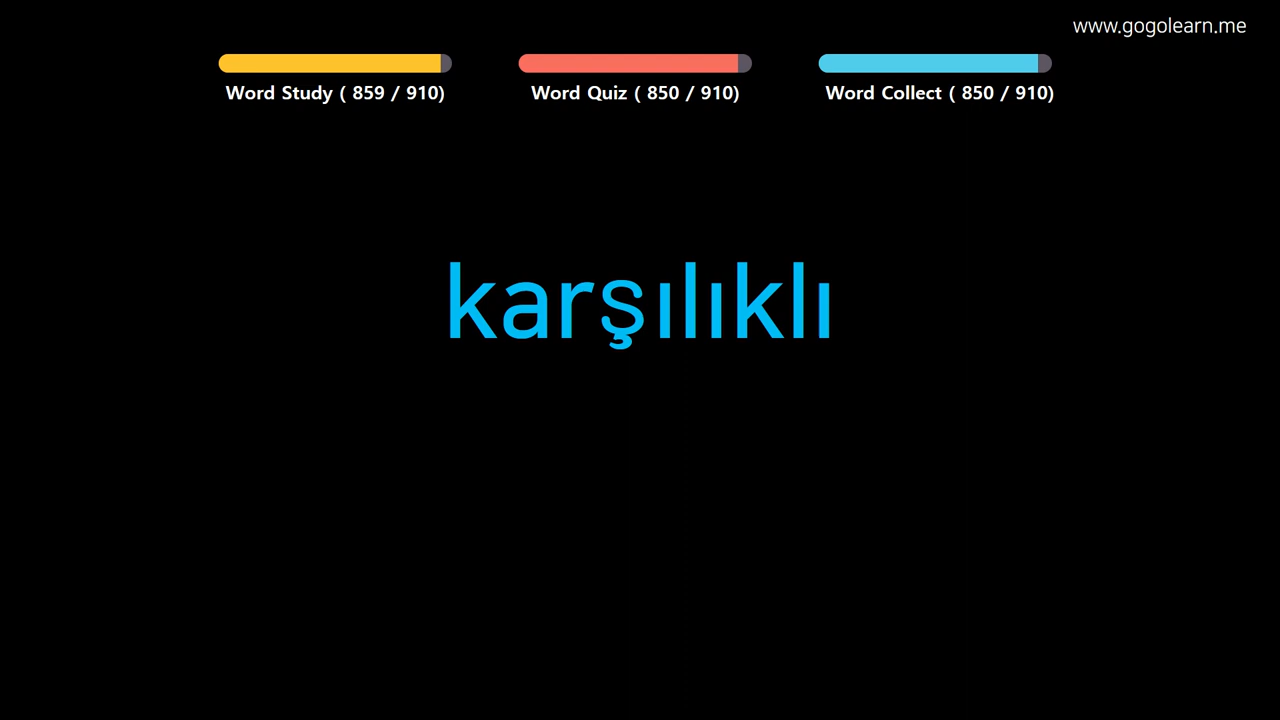 www.gogolearn.me
Word Study ( 859 / 910)
Word Quiz ( 850 / 910)
Word Collect ( 850 / 910)
karşılıklı